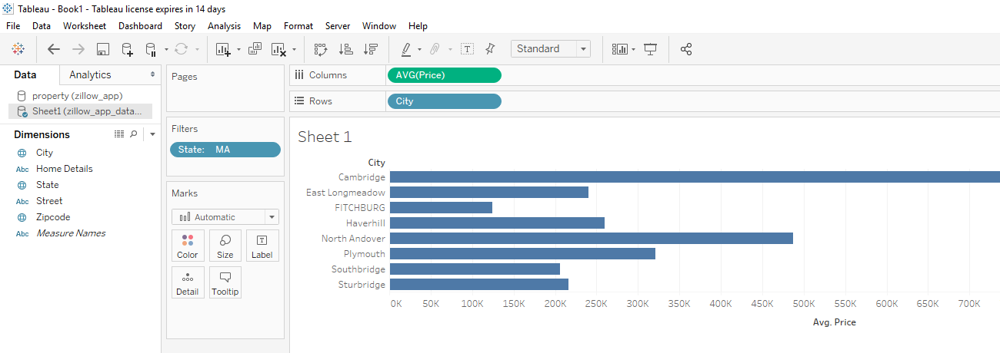 Tableau - Book1 - Tableau license expires in 14 days
File Data Worksheet Dashboard Story Analysis Map Format Server Window Help
Standard
Data Analytics
property (zillow_app)
Sheet1 (zillow_app_data...
Dimensions
City
Abc Home Details
State
Abc Street
Zipcode
Abc Measure Names
Pages
Filters
State: MA
Marks
Automatic
Color Size Label
Detail Tooltip
Columns AVG(Price)
Rows City
Sheet 1
City
Cambridge
East Longmeadow
FITCHBURG
Haverhill
North Andover
Plymouth
Southbridge
Sturbridge
0K 50K 100K 150K 200K 250K 300K 350K 400K 450K 500K 550K 600K 650K 700K
Avg. Price